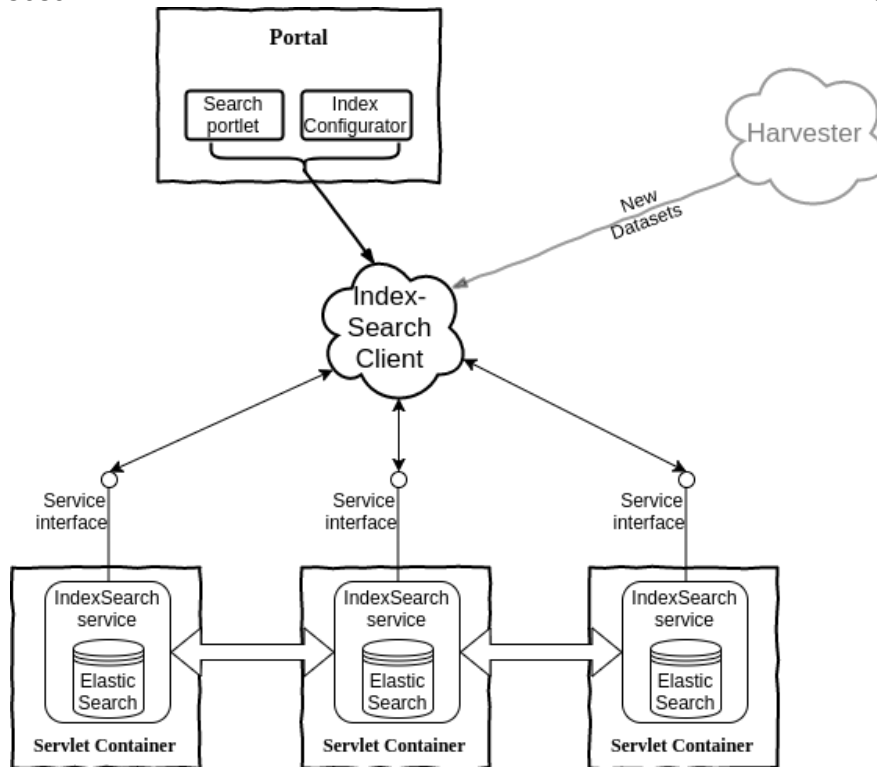 Portal
Search
portlet
Index
Configurator
Harvester
New
Datasets
Index-
Search
Client
Service
interface
Service
interface
Service
interface
IndexSearch
service
Elastic
Search
Servlet Container
IndexSearch
service
Elastic
Search
Servlet Container
IndexSearch
service
Elastic
Search
Servlet Container